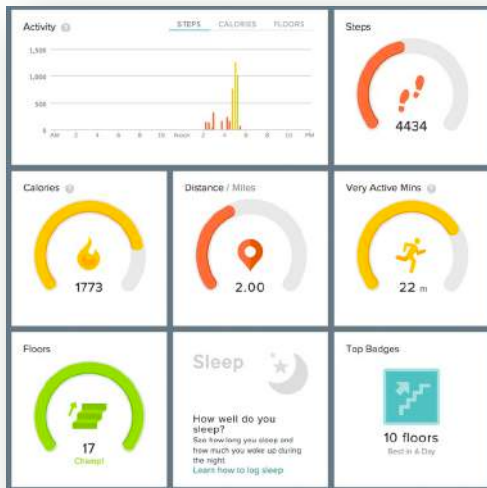 Activity
STEPS CALORIES FLOORS
1,500
1,000
500
0
AM 2 4 6 8 10 Noon 2 4 6 8 10 PM
Steps
4434
Calories
1773
Distance / Miles
2.00
Very Active Mins
22 m
Floors
17
Sleep
How well do you
sleep?
See how long you sleep and
how much you wake up during
the night.
Learn how to log sleep
Top Badges
10 floors
Best in A Day